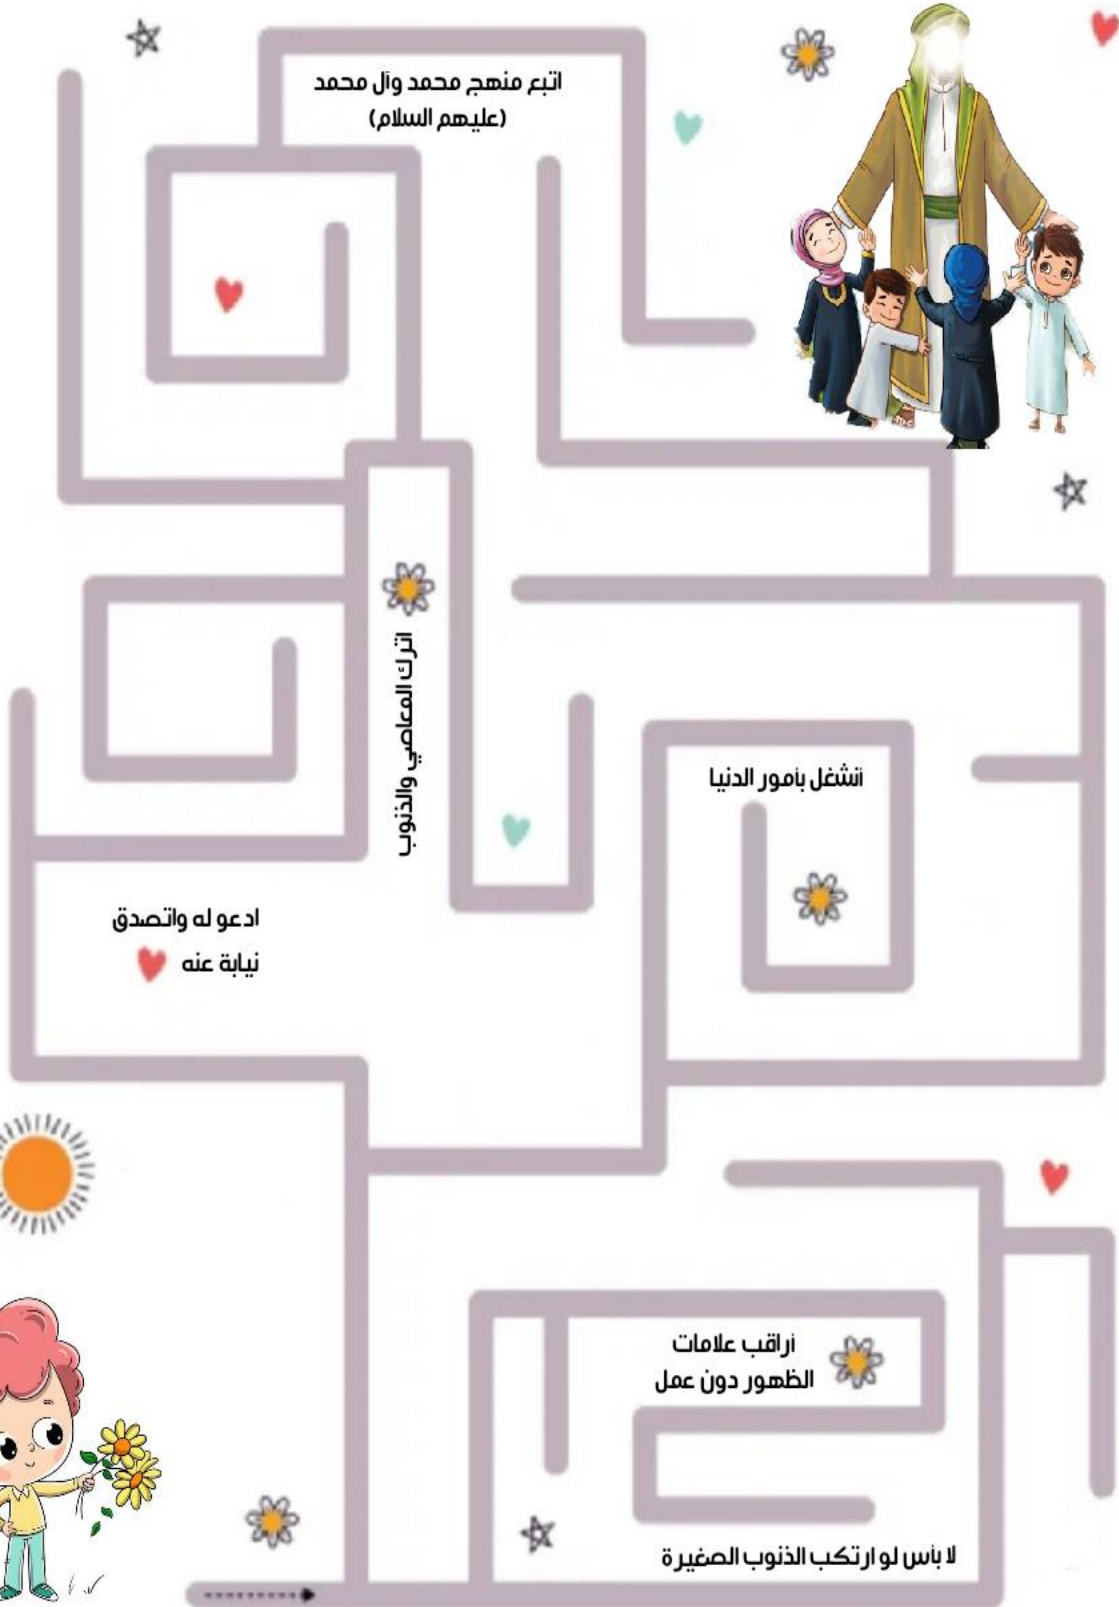 اتبع منهج محمد وآل محمد
(عليهم السلام)
اترك المعاصي والذنوب
أنشغل بأمور الدنيا
ادعو له واتصدق
نيابة عنه
أراقب علامات
الظهور دون عمل
لا بأس لو ارتكب الذنوب الصغيرة